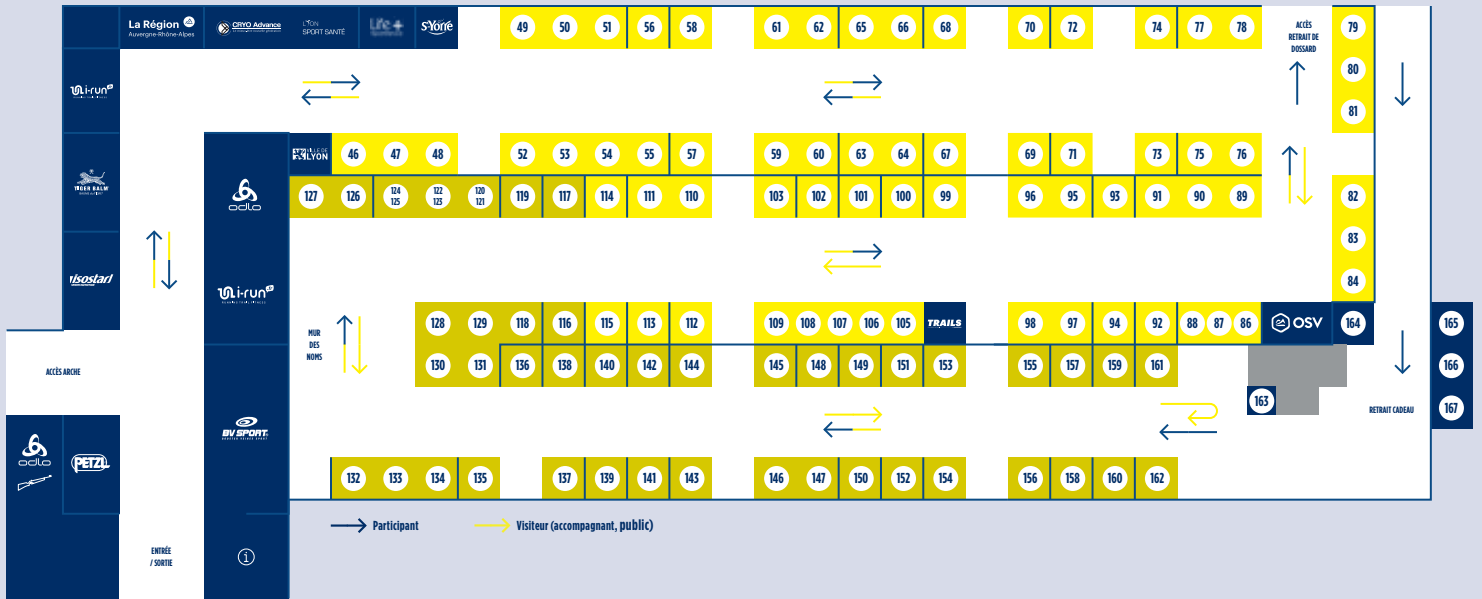 La Région
Auvergne-Rhône-Alpes
CRYO Advance
LYON
SPORT SANTÉ
Life +
St-Yorre
49 50 51 56 58 61 62 65 66 68 70 72 74 77 78
ACCÈS
RETRAIT DE
DOSSARD
79
80
81
i-run
TIGER BALM
isostar
odlo
i-run
BV SPORT
VILLE DE
LYON
46 47 48 52 53 54 55 57 59 60 63 64 67 69 71 73 75 76
127 126 124 125 122 123 120 121 119 117 114 111 110 103 102 101 100 99 96 95 93 91 90 89
82
83
84
MUR
DES
NOMS
128 129 118 116 115 113 112 109 108 107 106 105 TRAILS 98 97 94 92 88 87 86 OSV 164 165
130 131 136 138 140 142 144 145 148 149 151 153 155 157 159 161 166
163 RETRAIT CADEAU 167
ACCÈS ARCHE
odlo
PETZL
132 133 134 135 137 139 141 143 146 147 150 152 154 156 158 160 162
Participant
Visiteur (accompagnant, public)
ENTRÉE
/ SORTIE
i